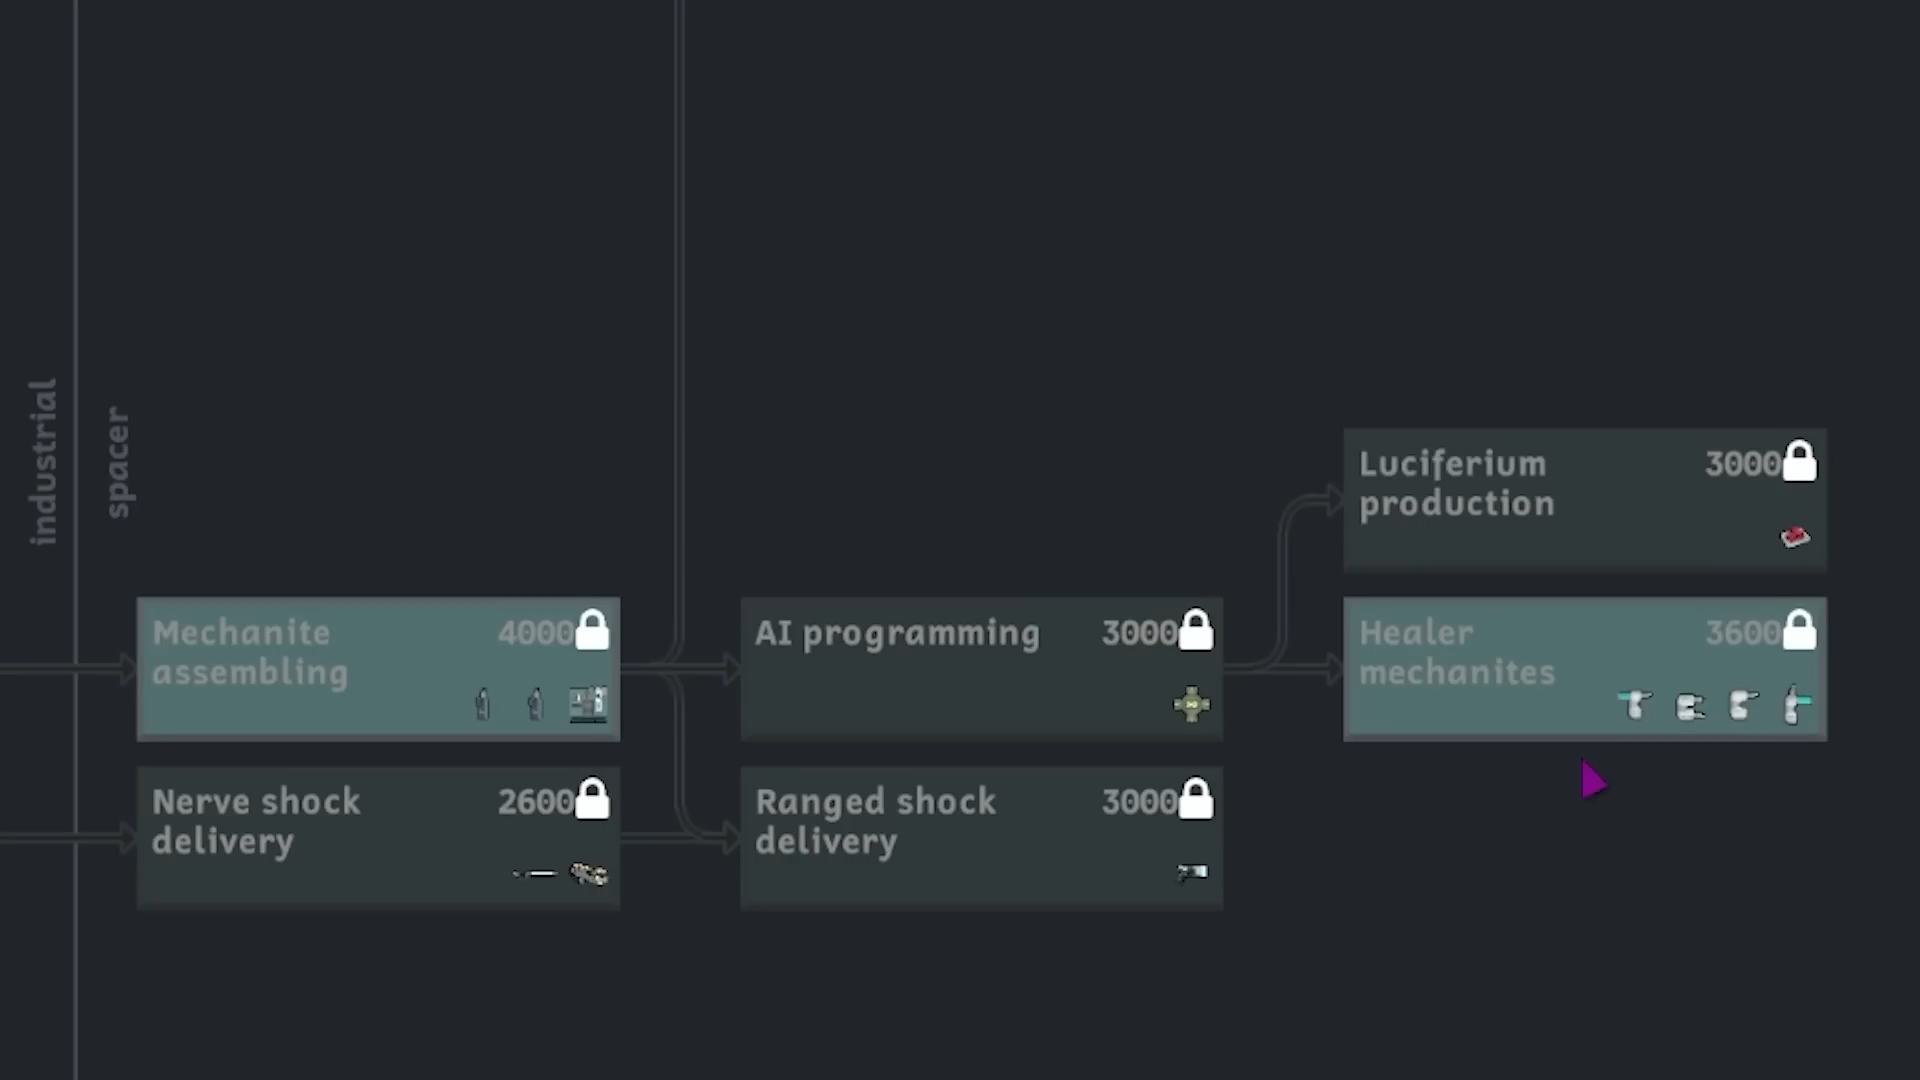 industrial
spacer
Mechanite 4000
assembling
Nerve shock 2600
delivery
AI programming 3000
Ranged shock 3000
delivery
Luciferium 3000
production
Healer 3600
mechanites